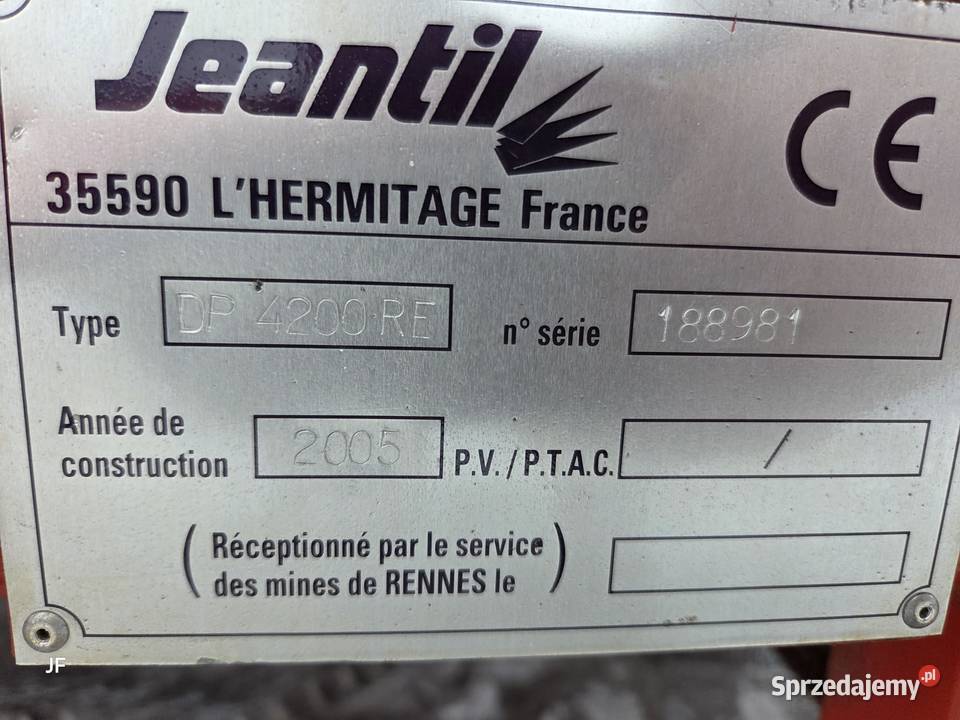 Jeantil
CE
35590 L'HERMITAGE France
Type DP 4200 RE n° série 188981
Année de construction 2005 P.V./P.T.A.C. /
(Réceptionné par le service
des mines de RENNES le)
JF
Sprzedajemy.pl